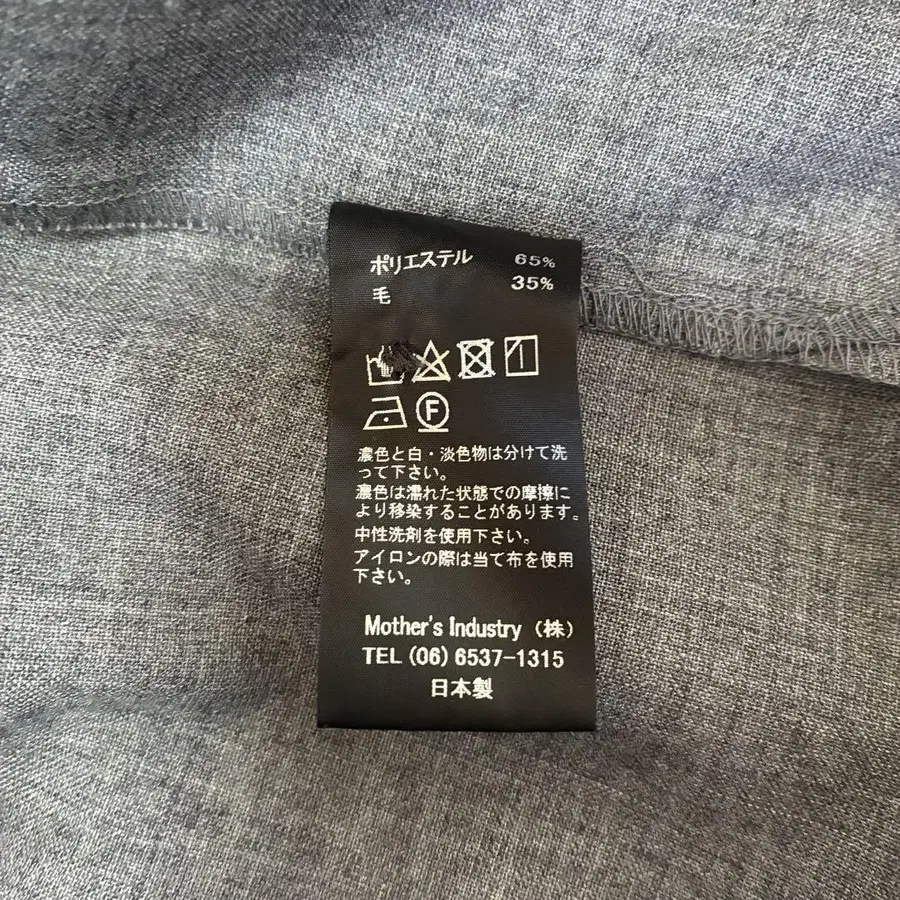 ポリエステル 65%
毛 35%
F
濃色と白・淡色物は分けて洗
って下さい。
濃色は濡れた状態での摩擦に
より移染することがあります。
中性洗剤を使用下さい。
アイロンの際は当て布を使用
下さい。
Mother's Industry (株)
TEL (06) 6537-1315
日本製